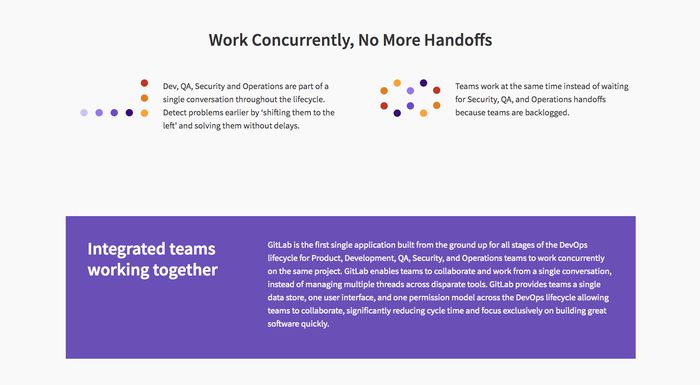 Work Concurrently, No More Handoffs
Dev, QA, Security and Operations are part of a
single conversation throughout the lifecycle.
Detect problems earlier by 'shifting them to the
left' and solving them without delays.
Teams work at the same time instead of waiting
for Security, QA, and Operations handoffs
because teams are backlogged.
Integrated teams
working together
GitLab is the first single application built from the ground up for all stages of the DevOps
lifecycle for Product, Development, QA, Security, and Operations teams to work concurrently
on the same project. GitLab enables teams to collaborate and work from a single conversation,
instead of managing multiple threads across disparate tools. GitLab provides teams a single
data store, one user interface, and one permission model across the DevOps lifecycle allowing
teams to collaborate, significantly reducing cycle time and focus exclusively on building great
software quickly.